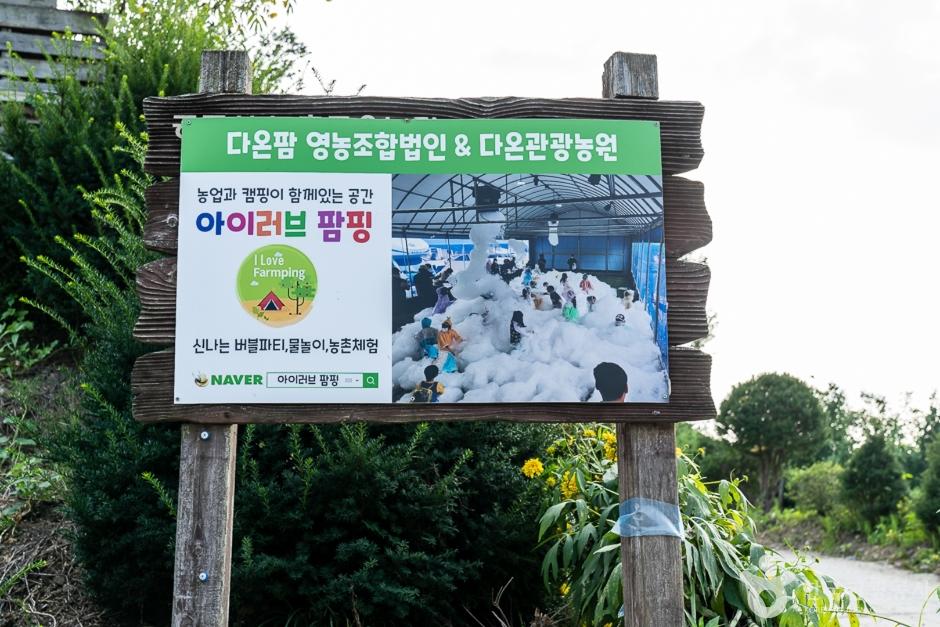 다온팜 영농조합법인 & 다온관광농원
농업과 캠핑이 함께있는 공간
아이러브 팜핑
I Love
Farmping
신나는 버블파티,물놀이,농촌체험
NAVER 아이러브 팜핑